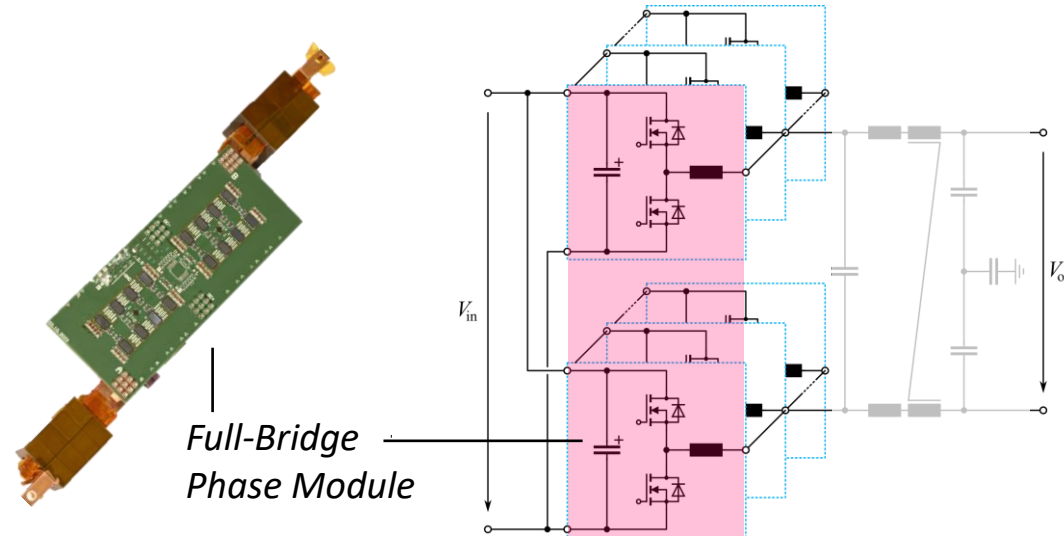 V_in
V_o
Full-Bridge
Phase Module
+
+